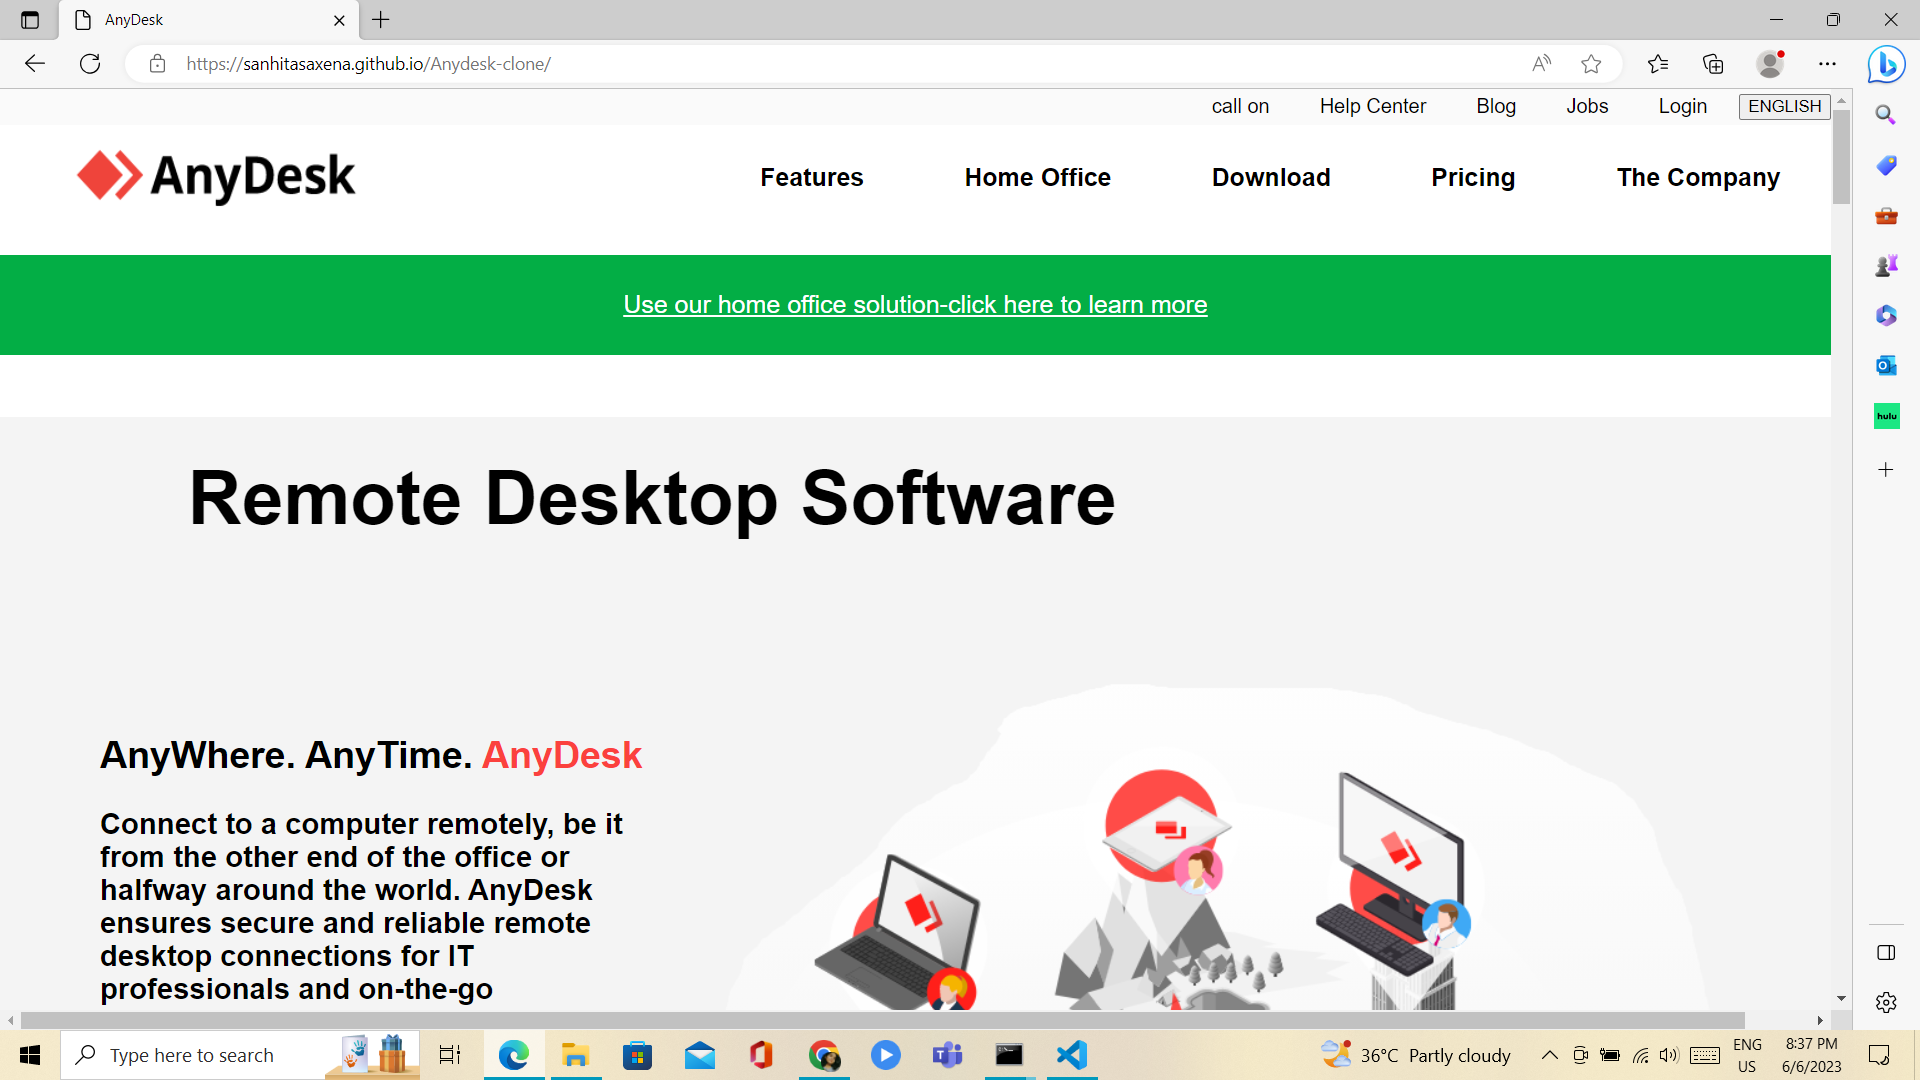 AnyDesk
https://sanhitasaxena.github.io/Anydesk-clone/
call on Help Center Blog Jobs Login ENGLISH
AnyDesk Features Home Office Download Pricing The Company
Use our home office solution-click here to learn more
hulu
Remote Desktop Software
AnyWhere. AnyTime. AnyDesk
Connect to a computer remotely, be it
from the other end of the office or
halfway around the world. AnyDesk
ensures secure and reliable remote
desktop connections for IT
professionals and on-the-go
Type here to search
36°C Partly cloudy
ENG
US
8:37 PM
6/6/2023